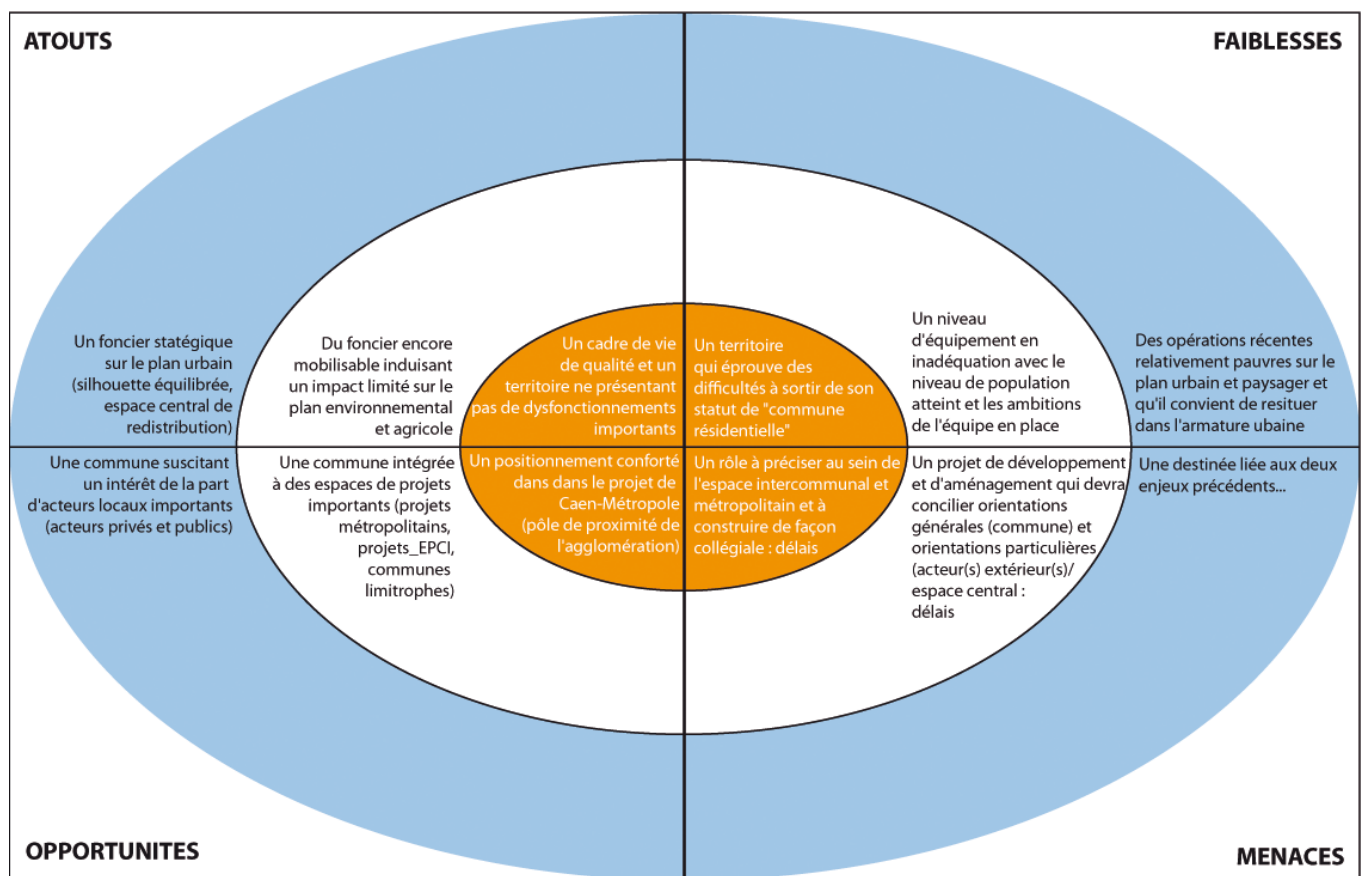 ATOUTS
FAIBLESSES
Un foncier statégique
sur le plan urbain
(silhouette équilibrée,
espace central de
redistribution)
Du foncier encore
mobilisable induisant
un impact limité sur le
plan environnemental
et agricole
Un cadre de vie
de qualité et un
territoire ne présentant
pas de dysfonctionnements
importants
Un territoire
qui éprouve des
difficultés à sortir de son
statut de "commune
résidentielle"
Un niveau
d'équipement en
inadéquation avec le
niveau de population
atteint et les ambitions
de l'équipe en place
Des opérations récentes
relativement pauvres sur le
plan urbain et paysager et
qu'il convient de resituer
dans l'armature ubaine
Une commune suscitant
un intérêt de la part
d'acteurs locaux importants
(acteurs privés et publics)
Une commune intégrée
à des espaces de projets
importants (projets
métropolitains,
projets_EPCI,
communes
limitrophes)
Un positionnement conforté
dans dans le projet de
Caen-Métropole
(pôle de proximité de
l'agglomération)
Un rôle à préciser au sein de
l'espace intercommunal et
métropolitain et à
construire de façon
collégiale : délais
Un projet de développement
et d'aménagement qui devra
concilier orientations
générales (commune) et
orientations particulières
(acteur(s) extérieur(s)/
espace central :
délais
Une destinée liée aux deux
enjeux précédents...
OPPORTUNITES
MENACES